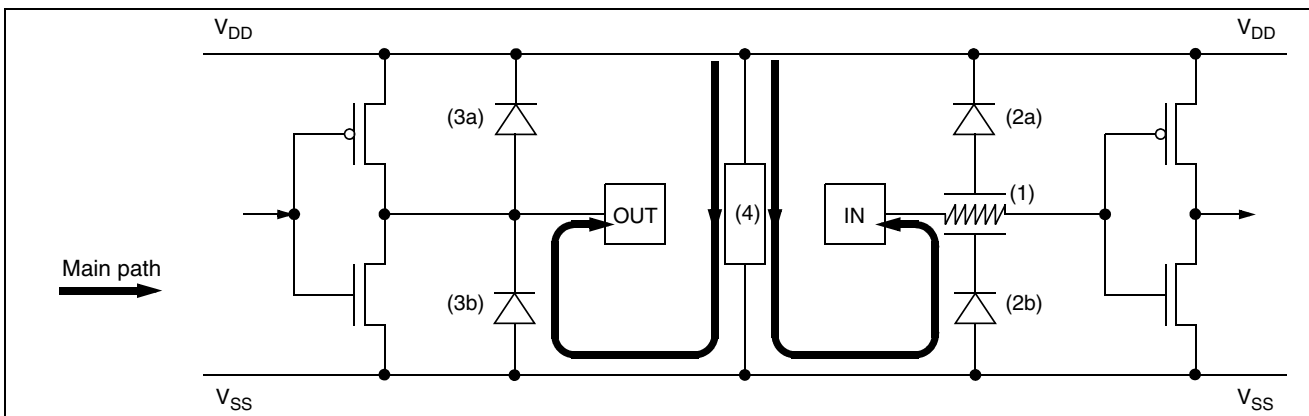 VDD
VDD
(3a)
(2a)
(1)
OUT
(4)
IN
Main path
(3b)
(2b)
VSS
VSS